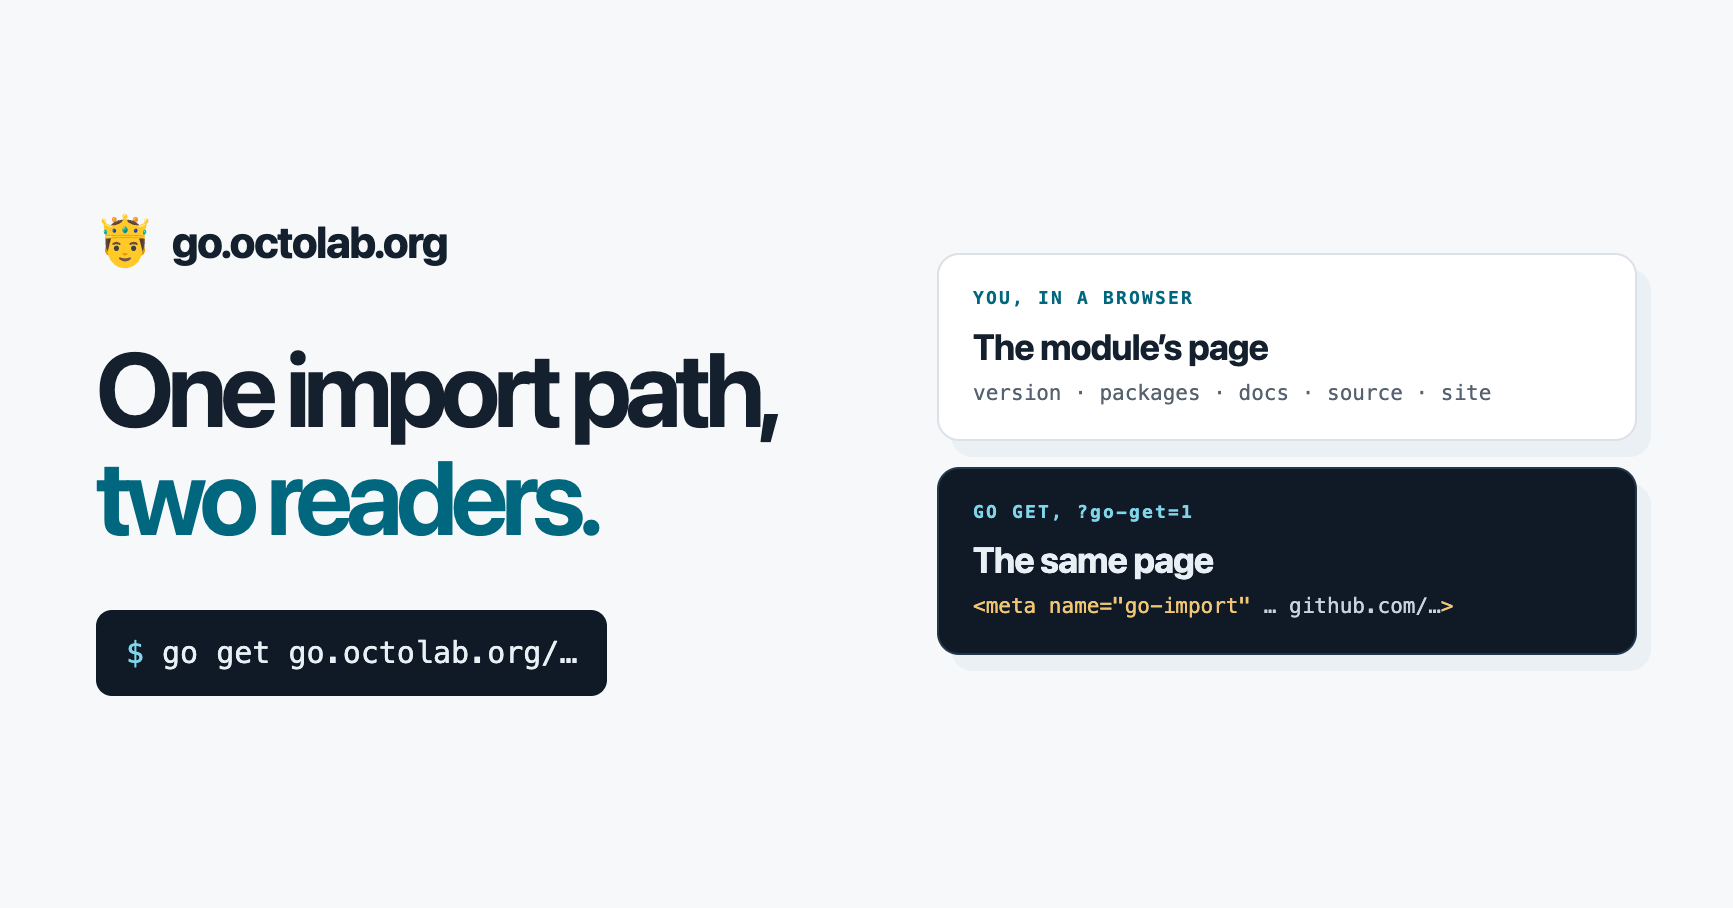 go.octolab.org
One import path,
two readers.
$ go get go.octolab.org/…
YOU, IN A BROWSER
The module’s page
version · packages · docs · source · site
GO GET, ?go-get=1
The same page
<meta name="go-import" … github.com/…>